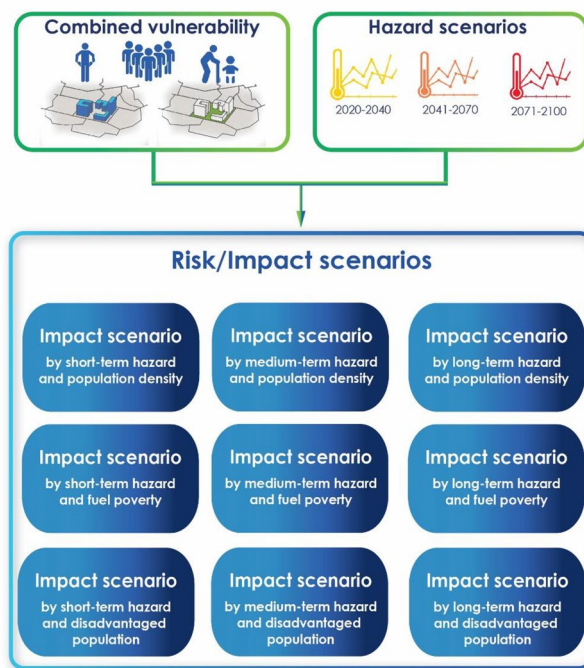 Combined vulnerability
Hazard scenarios
2020-2040
2041-2070
2071-2100
Risk/Impact scenarios
Impact scenario
by short-term hazard
and population density
Impact scenario
by medium-term hazard
and population density
Impact scenario
by long-term hazard
and population density
Impact scenario
by short-term hazard
and fuel poverty
Impact scenario
by medium-term hazard
and fuel poverty
Impact scenario
by long-term hazard
and fuel poverty
Impact scenario
by short-term hazard
and disadvantaged
population
Impact scenario
by medium-term hazard
and disadvantaged
population
Impact scenario
by long-term hazard
and disadvantaged
population